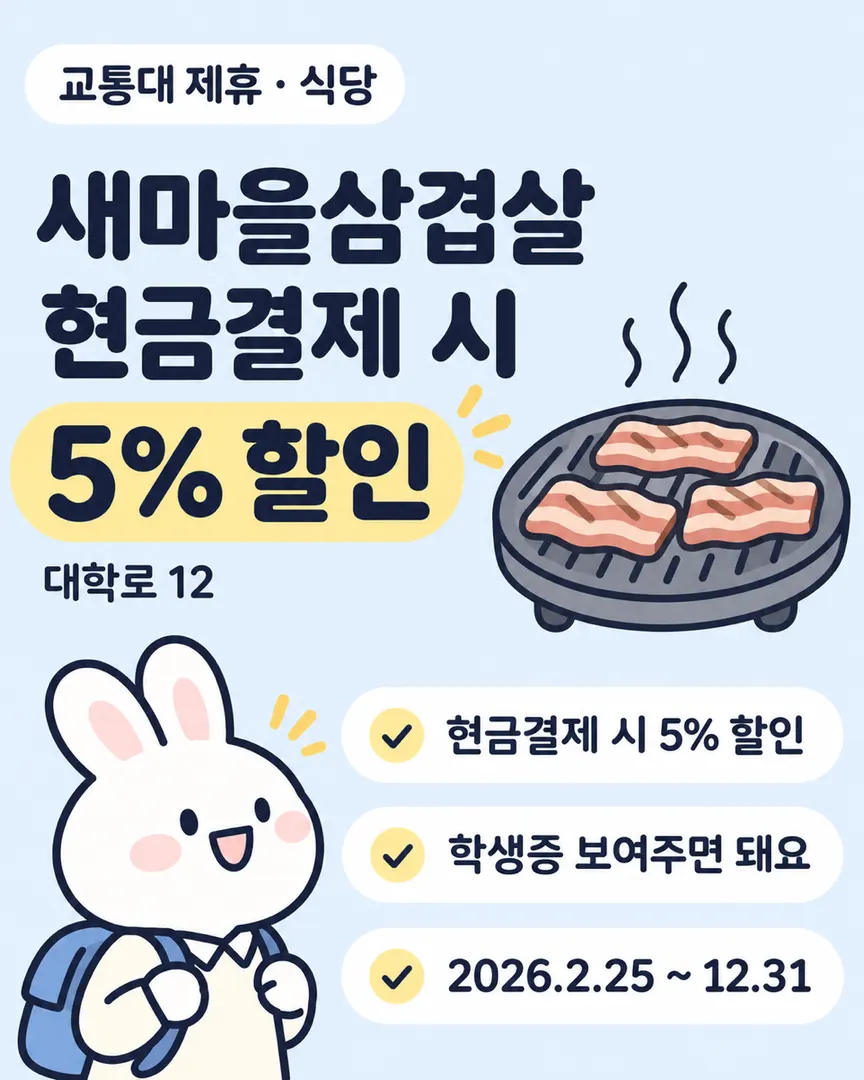 교통대 제휴 · 식당
새마을삼겹살
현금결제 시
5% 할인
대학로 12
현금결제 시 5% 할인
학생증 보여주면 돼요
2026.2.25 ~ 12.31